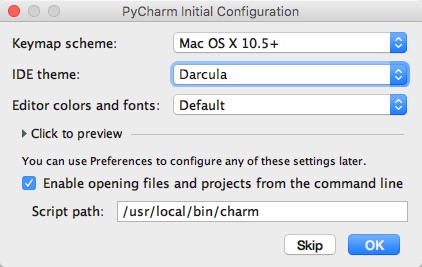 PyCharm Initial Configuration
Keymap scheme: Mac OS X 10.5+
IDE theme: Darcula
Editor colors and fonts: Default
Click to preview
You can use Preferences to configure any of these settings later.
Enable opening files and projects from the command line
Script path: /usr/local/bin/charm
Skip OK